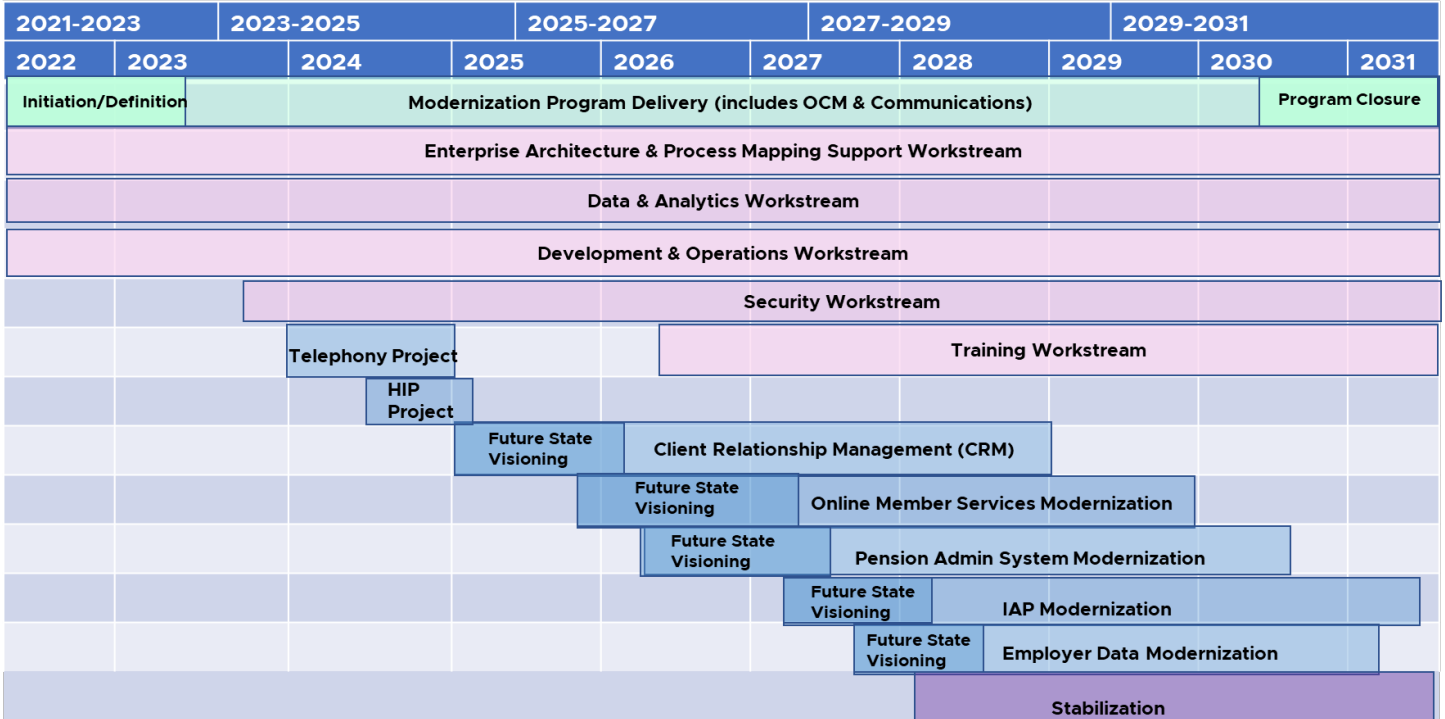 2021-2023 2023-2025 2025-2027 2027-2029 2029-2031
2022 2023 2024 2025 2026 2027 2028 2029 2030 2031
Initiation/Definition Modernization Program Delivery (includes OCM & Communications) Program Closure
Enterprise Architecture & Process Mapping Support Workstream
Data & Analytics Workstream
Development & Operations Workstream
Security Workstream
Telephony Project Training Workstream
HIP
Project
Future State
Visioning
Client Relationship Management (CRM)
Future State
Visioning
Online Member Services Modernization
Future State
Visioning
Pension Admin System Modernization
Future State
Visioning
IAP Modernization
Future State
Visioning
Employer Data Modernization
Stabilization